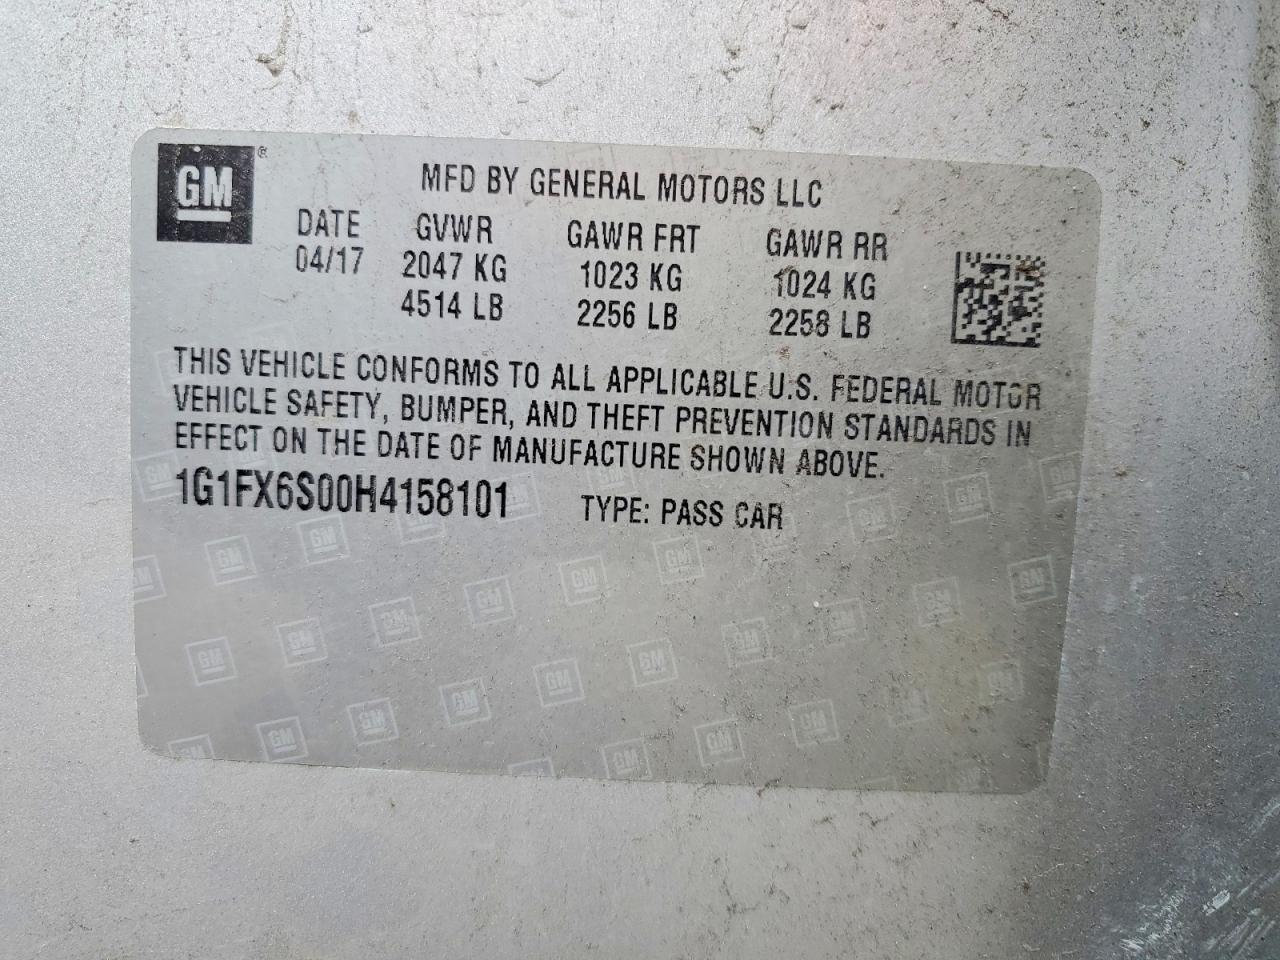 GM ®
MFD BY GENERAL MOTORS LLC
DATE GVWR GAWR FRT GAWR RR
04/17 2047 KG 1023 KG 1024 KG
4514 LB 2256 LB 2258 LB
THIS VEHICLE CONFORMS TO ALL APPLICABLE U.S. FEDERAL MOTOR
VEHICLE SAFETY, BUMPER, AND THEFT PREVENTION STANDARDS IN
EFFECT ON THE DATE OF MANUFACTURE SHOWN ABOVE.
1G1FX6S00H4158101 TYPE: PASS CAR